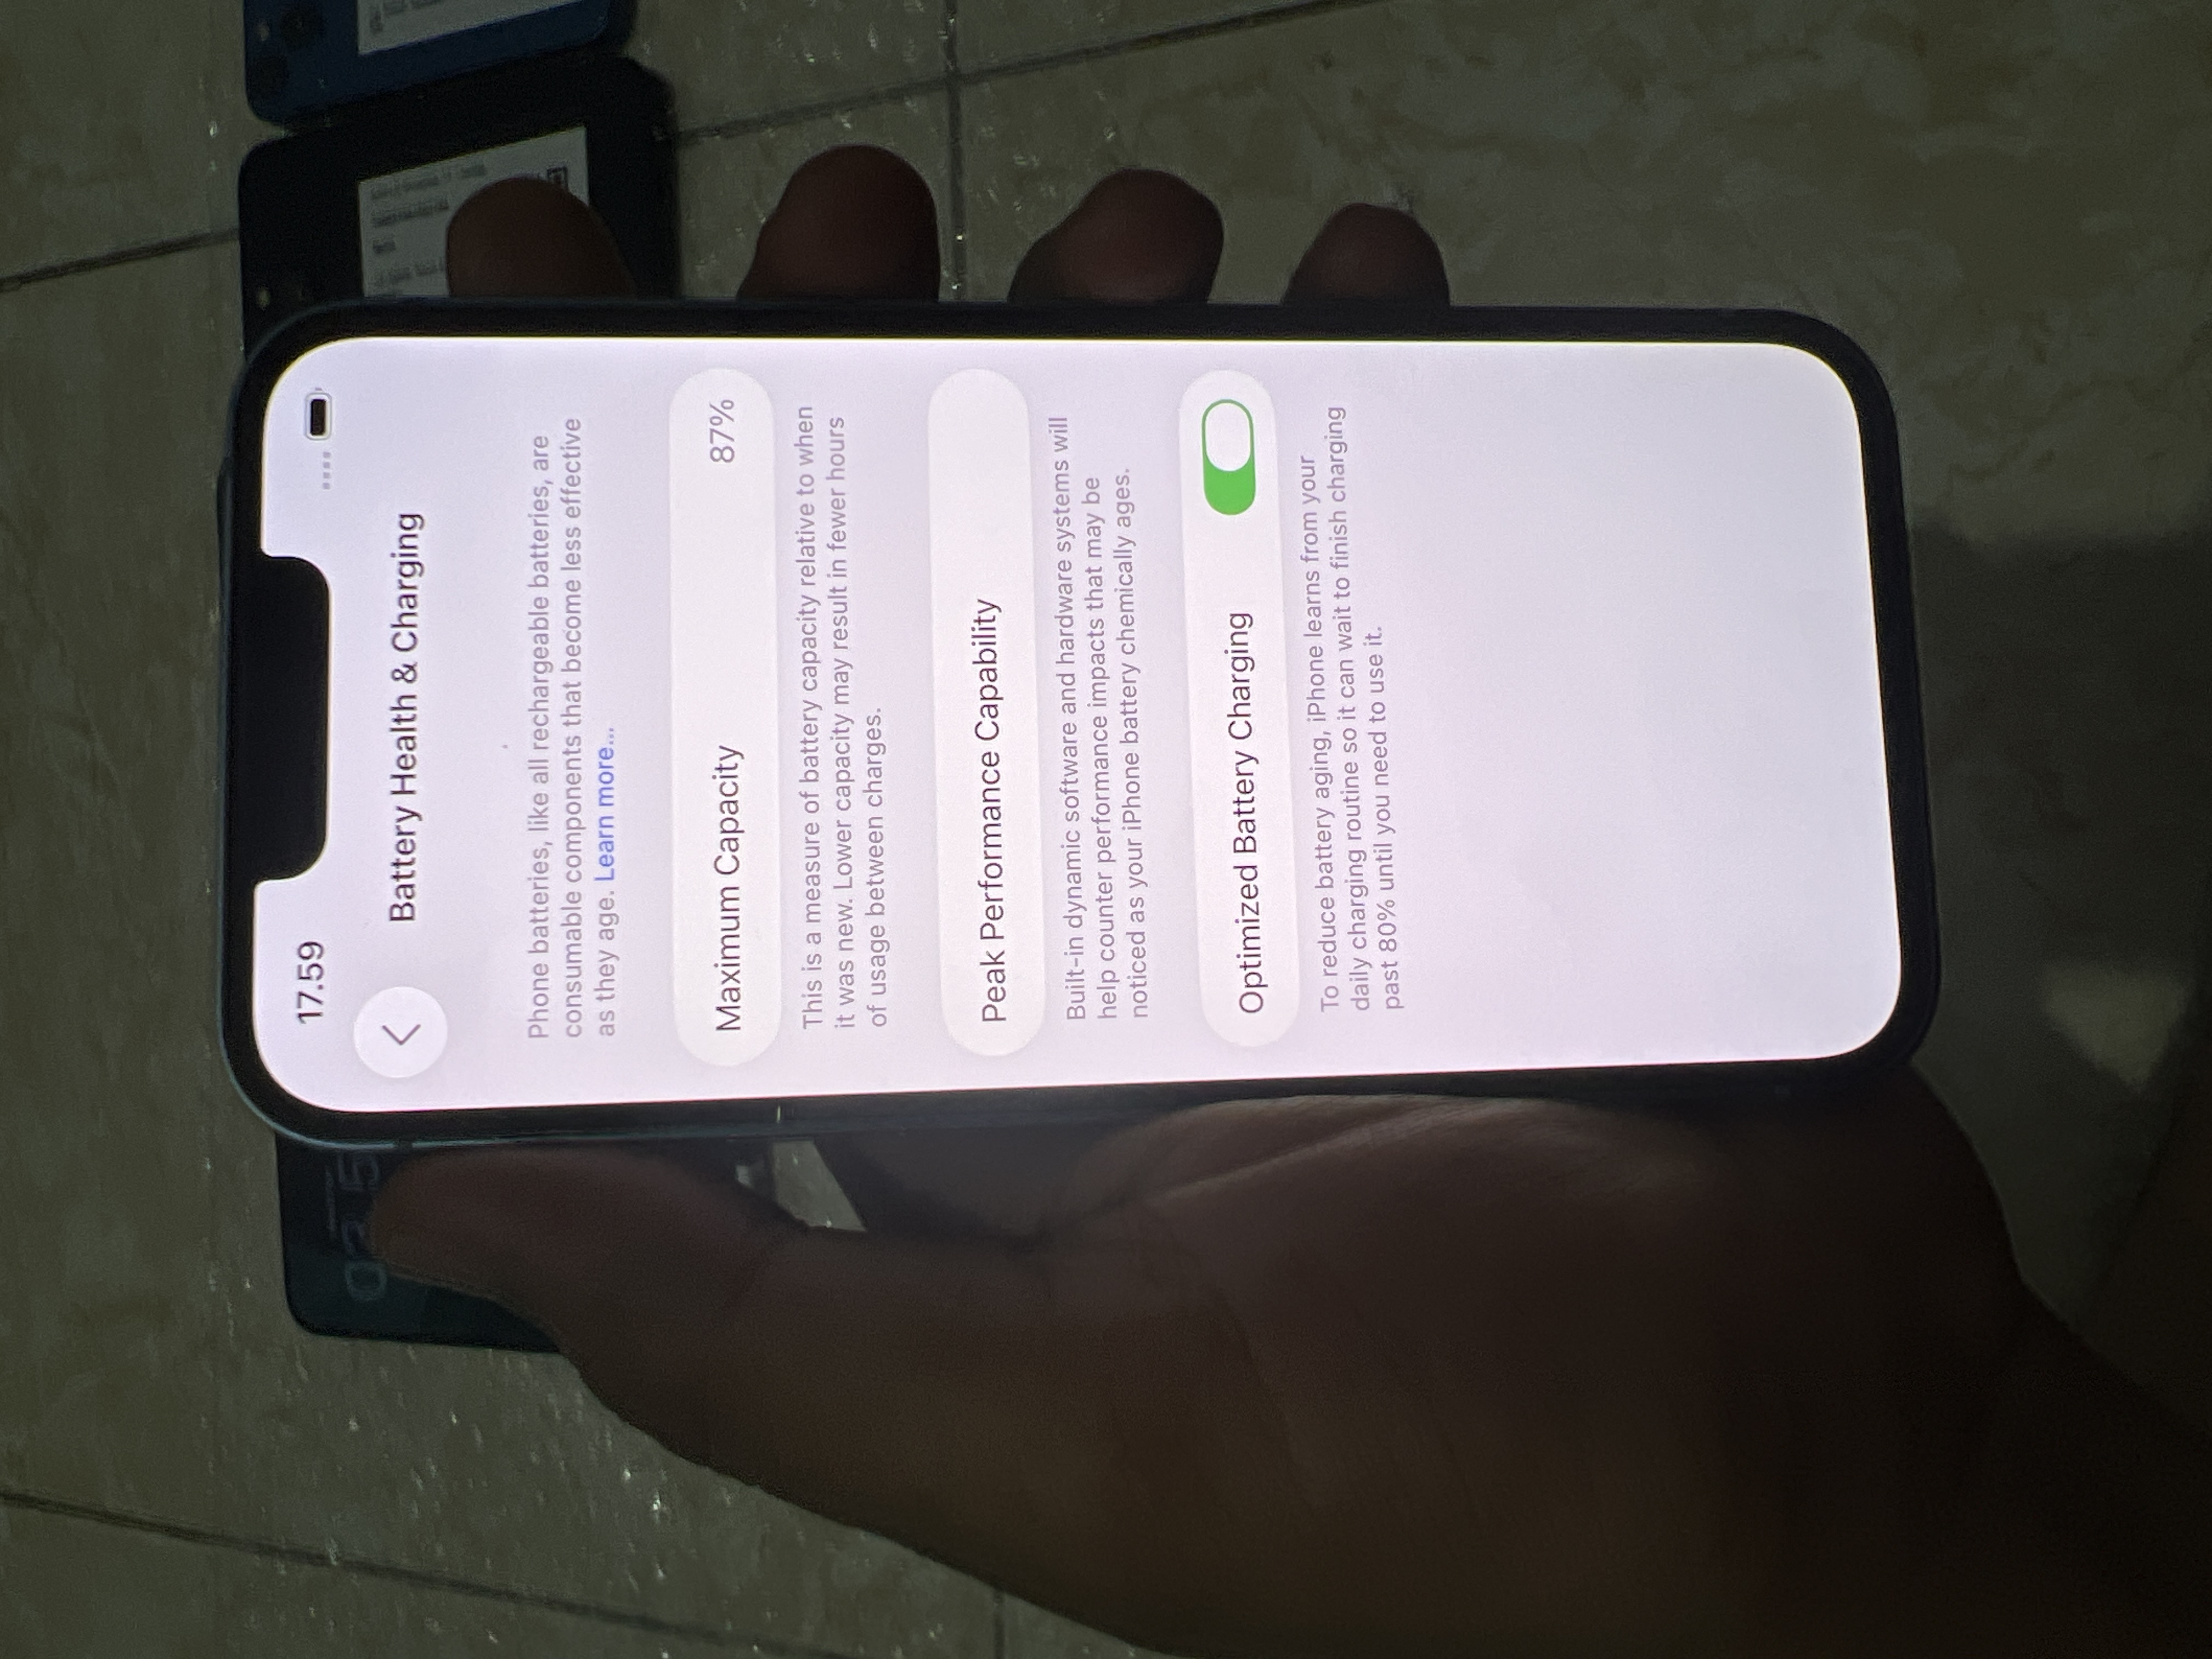 17.59
Battery Health & Charging
Phone batteries, like all rechargeable batteries, are
consumable components that become less effective
as they age. Learn more...
Maximum Capacity 87%
This is a measure of battery capacity relative to when
it was new. Lower capacity may result in fewer hours
of usage between charges.
Peak Performance Capability
Built-in dynamic software and hardware systems will
help counter performance impacts that may be
noticed as your iPhone battery chemically ages.
Optimized Battery Charging
To reduce battery aging, iPhone learns from your
daily charging routine so it can wait to finish charging
past 80% until you need to use it.